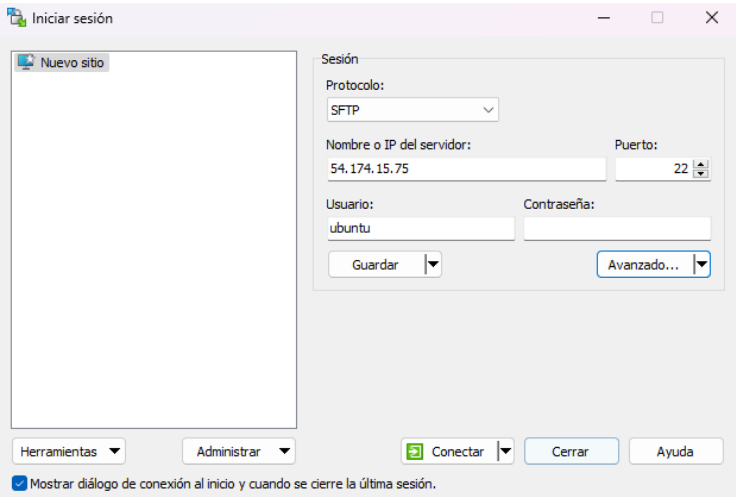 Iniciar sesión
Nuevo sitio
Sesión
Protocolo:
SFTP
Nombre o IP del servidor:
Puerto:
54.174.15.75
22
Usuario:
Contraseña:
ubuntu
Guardar
Avanzado...
Herramientas
Administrar
Conectar
Cerrar
Ayuda
Mostrar diálogo de conexión al inicio y cuando se cierre la última sesión.